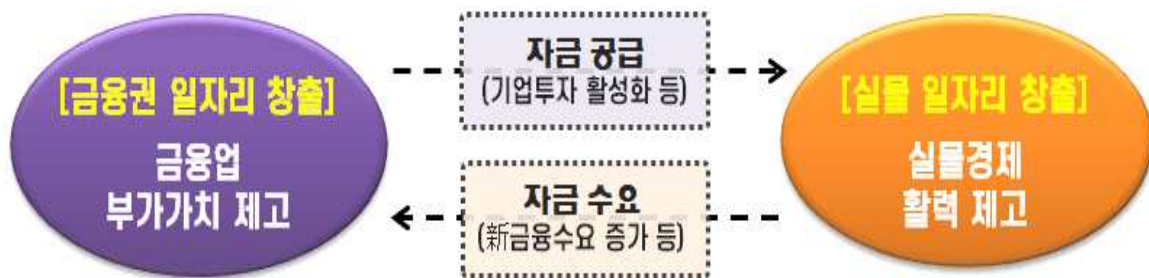 [금융권 일자리 창출]
금융업
부가가치 제고
자금 공급
(기업투자 활성화 등)
자금 수요
(新금융수요 증가 등)
[실물 일자리 창출]
실물경제
활력 제고